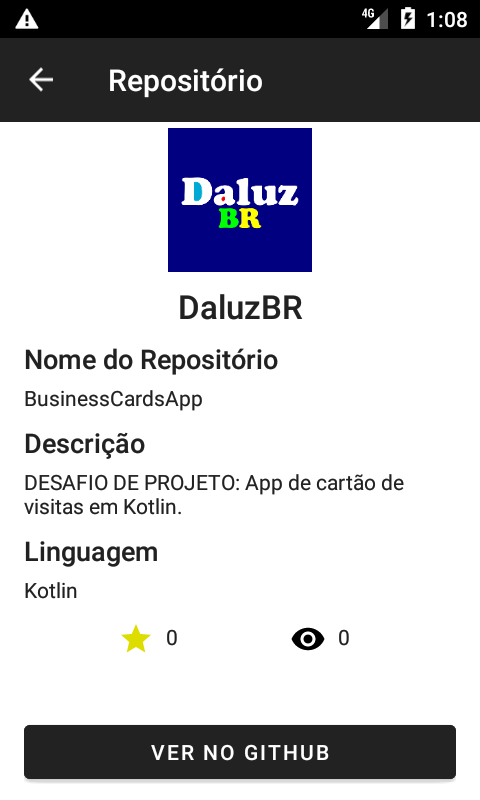 4G 1:08
Repositório
Daluz
BR
DaluzBR
Nome do Repositório
BusinessCardsApp
Descrição
DESAFIO DE PROJETO: App de cartão de
visitas em Kotlin.
Linguagem
Kotlin
0 0
VER NO GITHUB